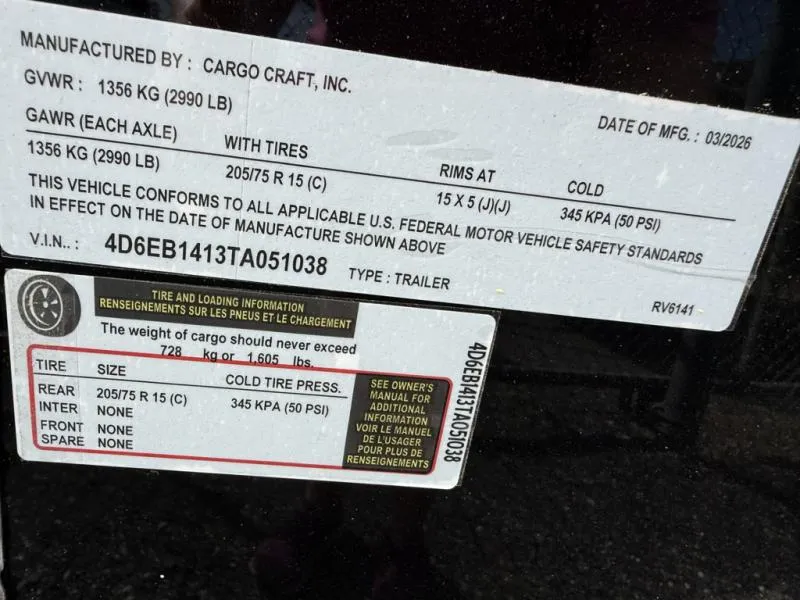 MANUFACTURED BY : CARGO CRAFT, INC.
GVWR : 1356 KG (2990 LB)
DATE OF MFG. : 03/2026
GAWR (EACH AXLE) WITH TIRES RIMS AT COLD
1356 KG (2990 LB) 205/75 R 15 (C) 15 X 5 (J)(J) 345 KPA (50 PSI)
THIS VEHICLE CONFORMS TO ALL APPLICABLE U.S. FEDERAL MOTOR VEHICLE SAFETY STANDARDS
IN EFFECT ON THE DATE OF MANUFACTURE SHOWN ABOVE
V.I.N.. : 4D6EB1413TA051038 TYPE : TRAILER
RV6141
TIRE AND LOADING INFORMATION
RENSEIGNEMENTS SUR LES PNEUS ET LE CHARGEMENT
The weight of cargo should never exceed
728 kg or 1,605 lbs.
TIRE SIZE COLD TIRE PRESS.
REAR 205/75 R 15 (C) 345 KPA (50 PSI)
INTER NONE
FRONT NONE
SPARE NONE
SEE OWNER'S
MANUAL FOR
ADDITIONAL
INFORMATION
VOIR LE MANUEL
DE L'USAGER
POUR PLUS DE
RENSEIGNEMENTS
4D6EB1413TA051038